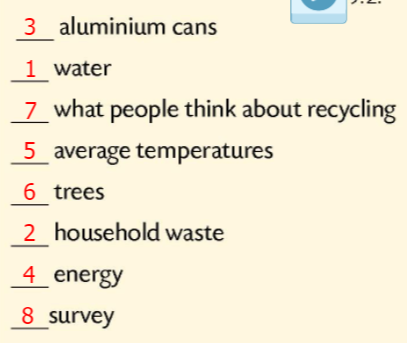 3 aluminium cans
1 water
7 what people think about recycling
5 average temperatures
6 trees
2 household waste
4 energy
8 survey